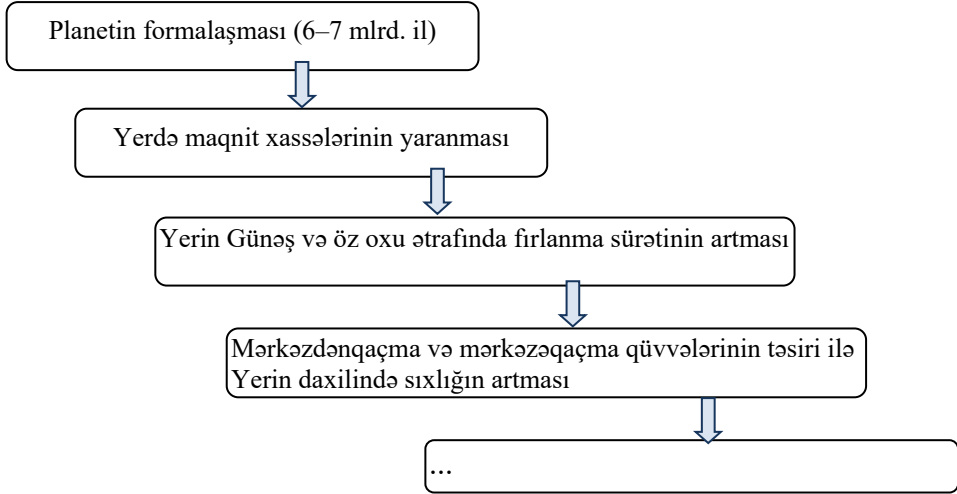 Planetin formalaşması (6–7 mlrd. il)
Yerdə maqnit xassələrinin yaranması
Yerin Günəş və öz oxu ətrafında fırlanma sürətinin artması
Mərkəzdənqaçma və mərkəzəqaçma qüvvələrinin təsiri ilə
Yerin daxilində sıxlığın artması
...